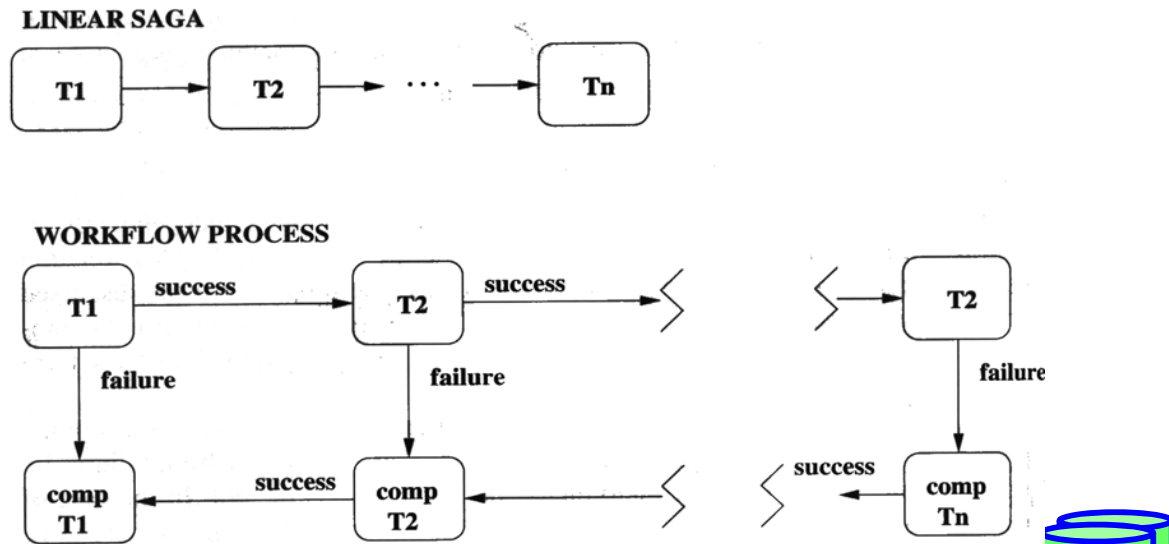 LINEAR SAGA
T1
T2
...
Tn
WORKFLOW PROCESS
T1
success
T2
success
T2
failure
failure
failure
comp
T1
success
comp
T2
success
comp
Tn